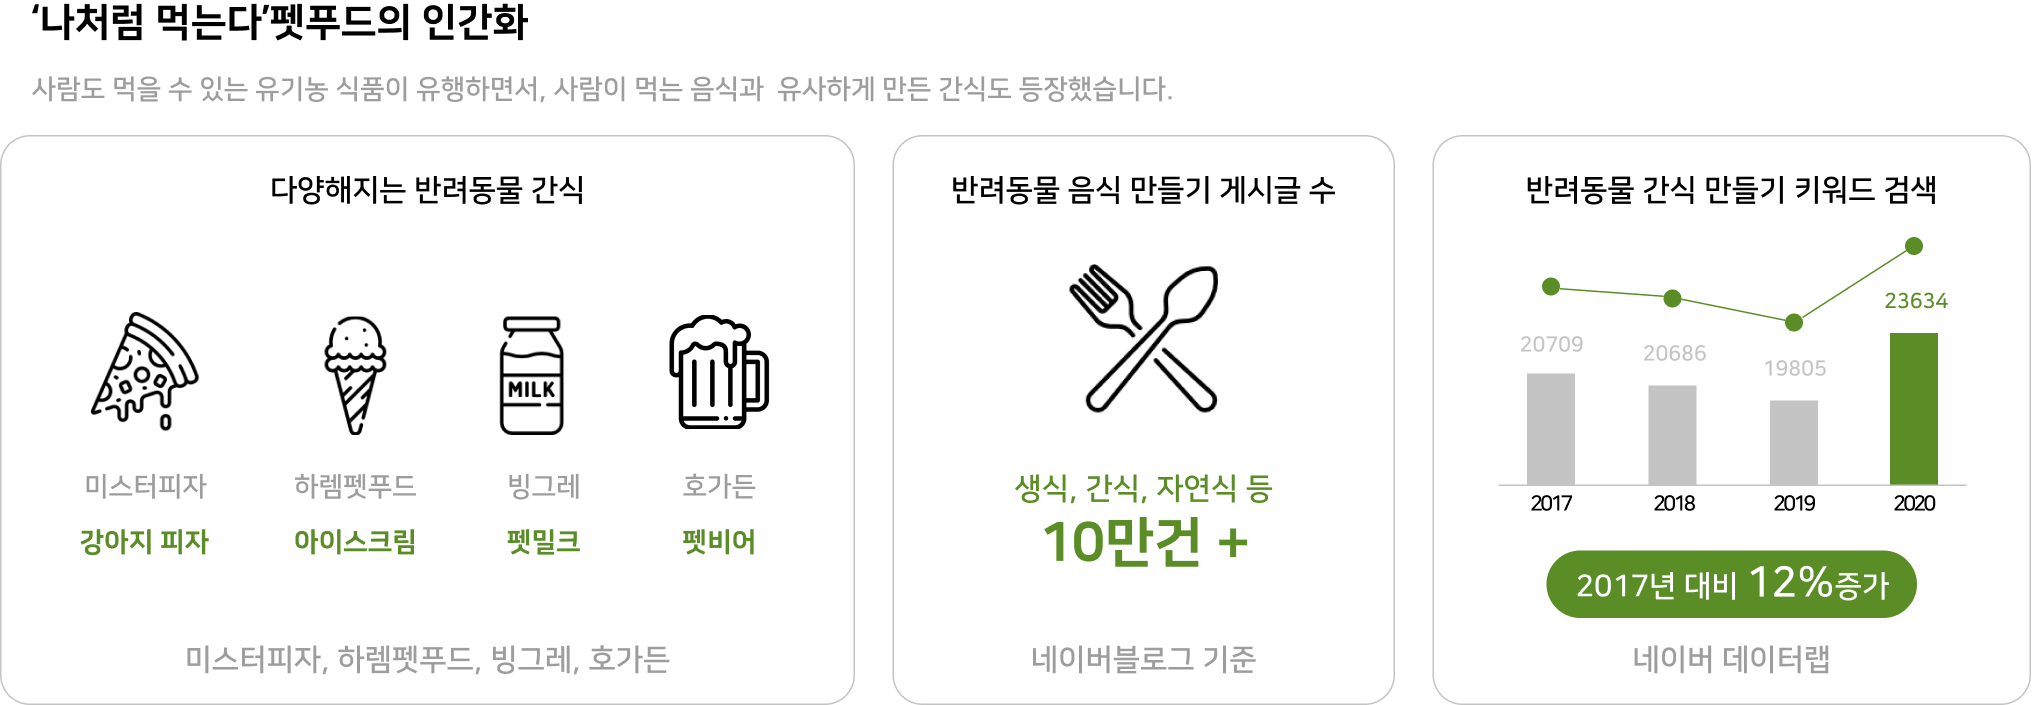 ‘나처럼 먹는다’펫푸드의 인간화
사람도 먹을 수 있는 유기농 식품이 유행하면서, 사람이 먹는 음식과 유사하게 만든 간식도 등장했습니다.
다양해지는 반려동물 간식
MILK
미스터피자
하렘펫푸드
빙그레
호가든
강아지 피자
아이스크림
펫밀크
펫비어
미스터피자, 하렘펫푸드, 빙그레, 호가든
반려동물 음식 만들기 게시글 수
생식, 간식, 자연식 등
10만건 +
네이버블로그 기준
반려동물 간식 만들기 키워드 검색
20709
20686
19805
23634
2017
2018
2019
2020
2017년 대비 12%증가
네이버 데이터랩